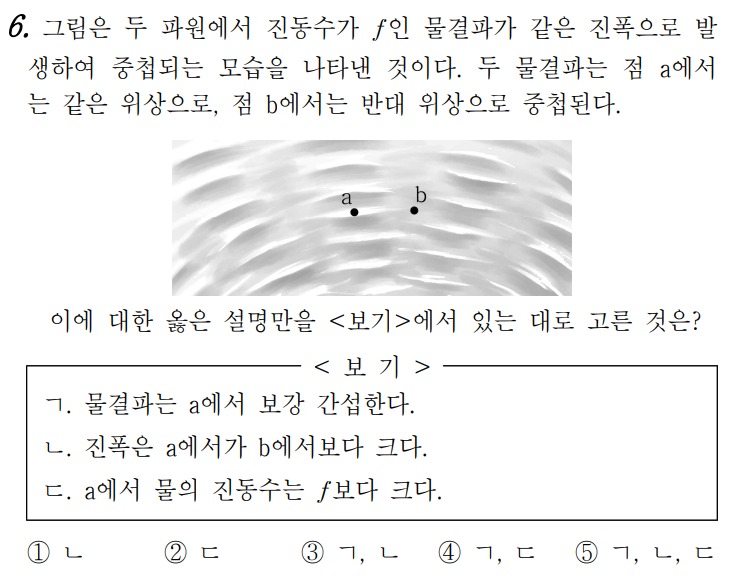 6. 그림은 두 파원에서 진동수가 f인 물결파가 같은 진폭으로 발
생하여 중첩되는 모습을 나타낸 것이다. 두 물결파는 점 a에서
는 같은 위상으로, 점 b에서는 반대 위상으로 중첩된다.
a b
이에 대한 옳은 설명만을 <보기>에서 있는 대로 고른 것은?
< 보 기 >
ㄱ. 물결파는 a에서 보강 간섭한다.
ㄴ. 진폭은 a에서가 b에서보다 크다.
ㄷ. a에서 물의 진동수는 f보다 크다.
① ㄴ ② ㄷ ③ ㄱ, ㄴ ④ ㄱ, ㄷ ⑤ ㄱ, ㄴ, ㄷ